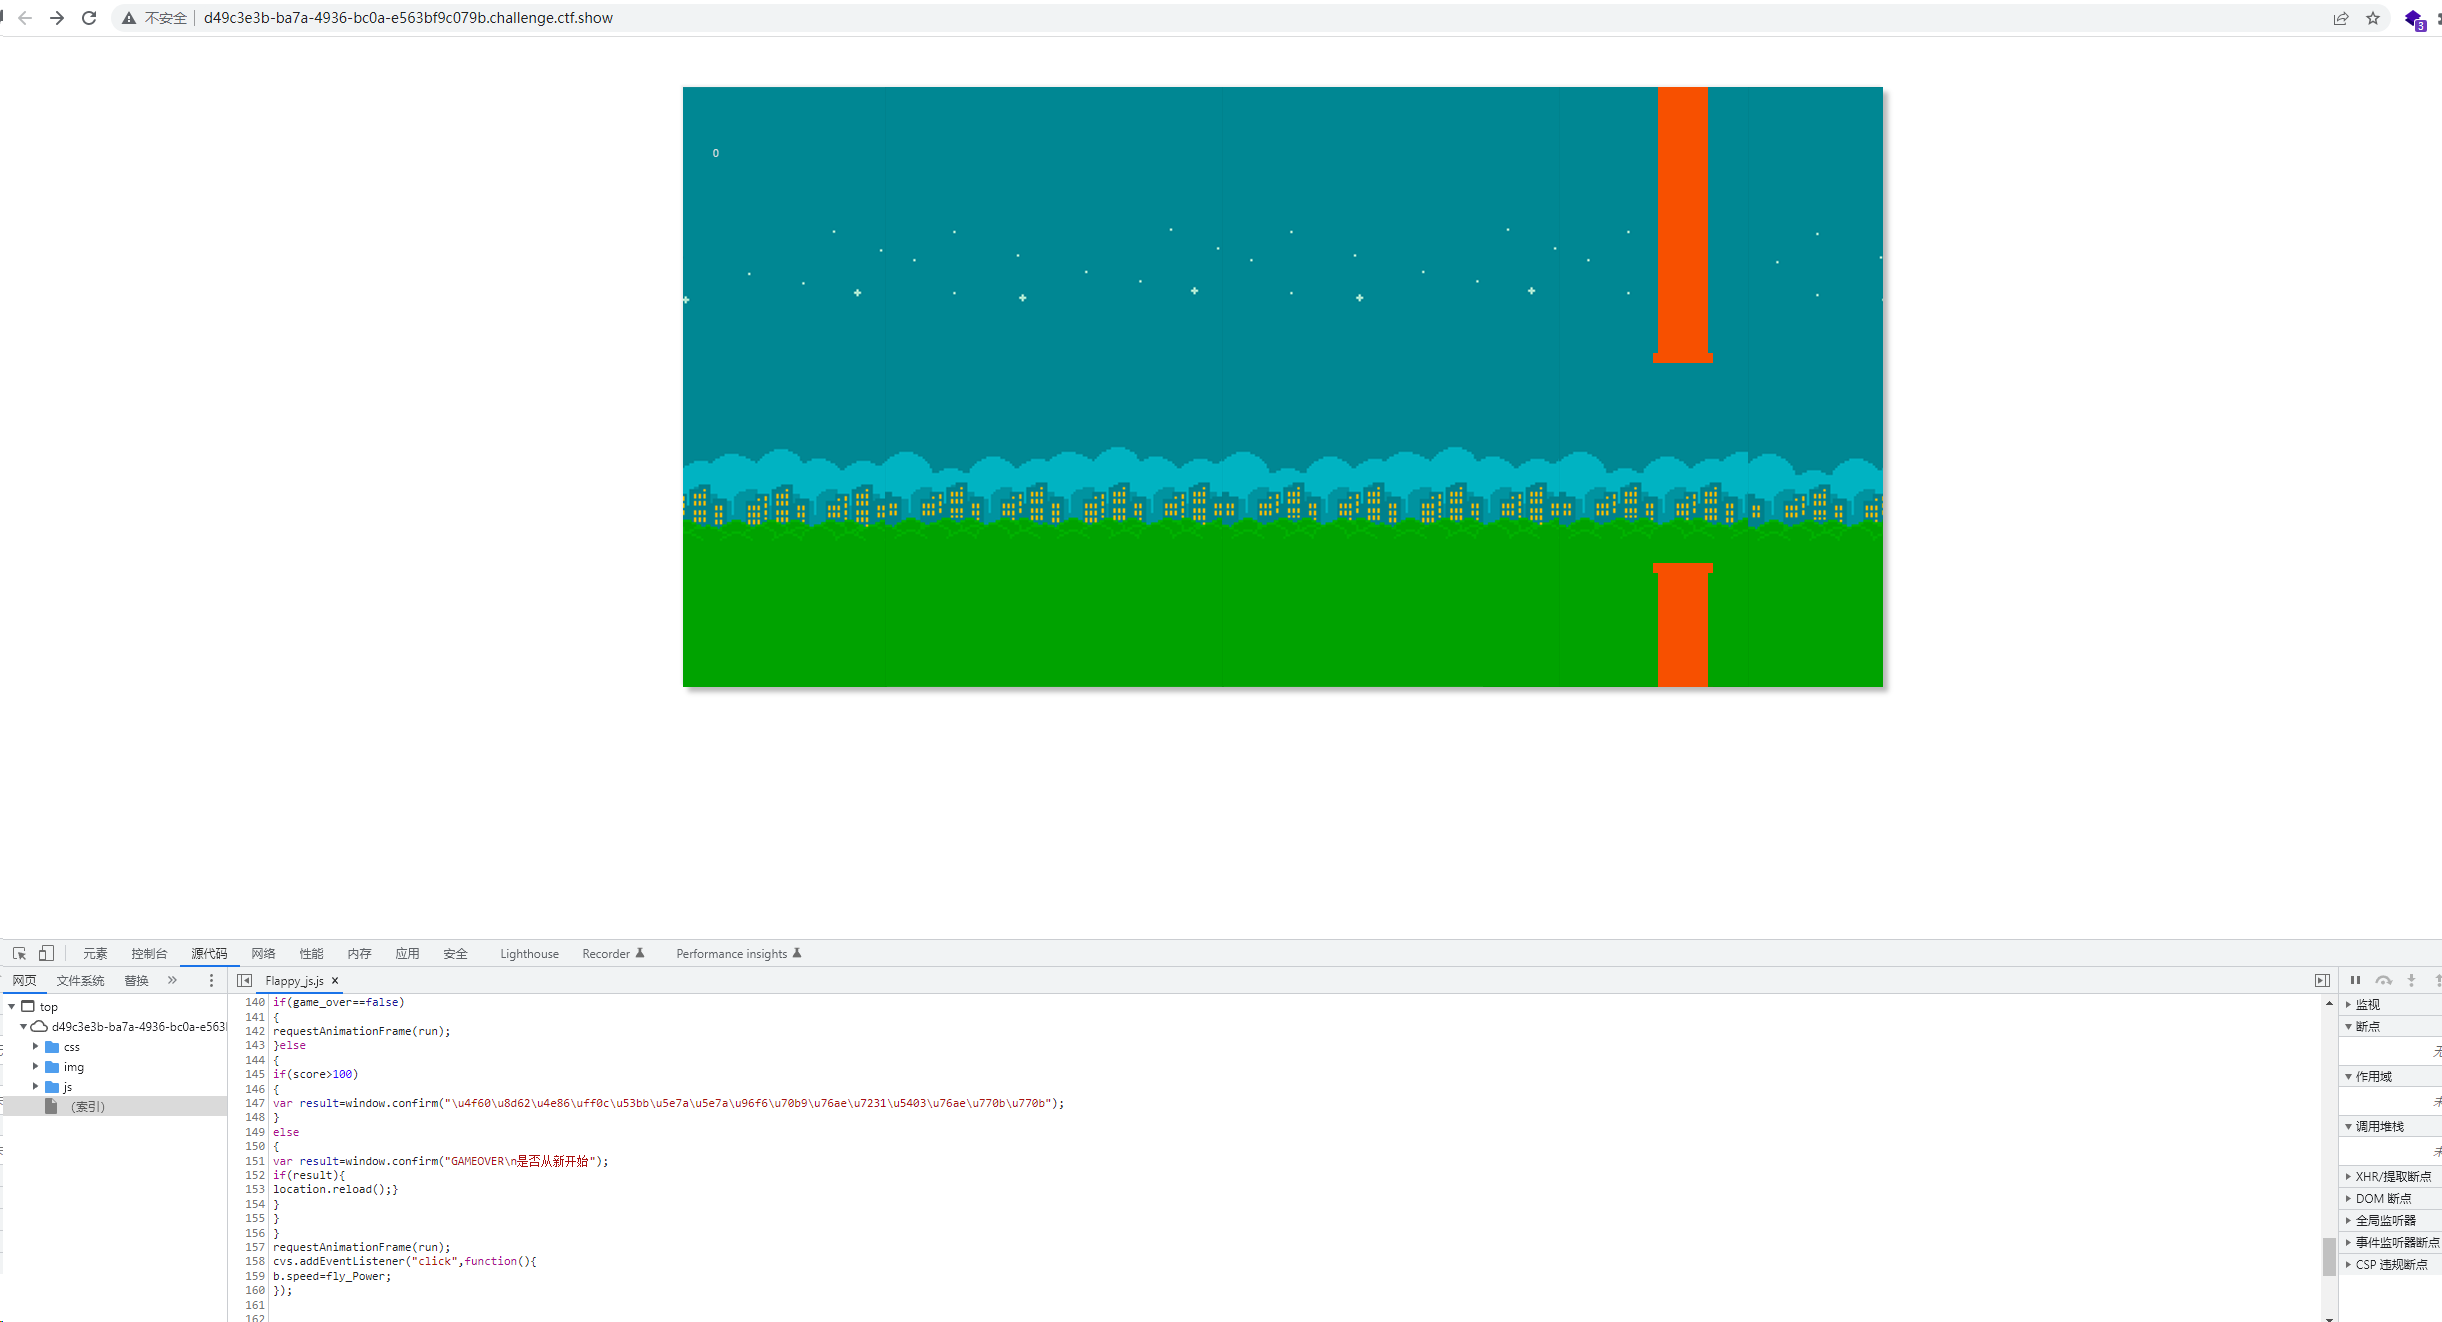 不安全 d49c3e3b-ba7a-4936-bc0a-e563bf9c079b.challenge.ctf.show
3
0
元素 控制台 源代码 网络 性能 内存 应用 安全 Lighthouse Recorder Performance insights
网页 文件系统 替换 » Flappy_js.js ×
top
d49c3e3b-ba7a-4936-bc0a-e563
css
img
js
（索引）
140 if(game_over==false)
141 {
142 requestAnimationFrame(run);
143 }else
144 {
145 if(score>100)
146 {
147 var result=window.confirm("\u4f60\u8d62\u4e86\uff0c\u53bb\u5e7a\u5e7a\u96f6\u70b9\u76ae\u7231\u5403\u76ae\u770b\u770b");
148 }
149 else
150 {
151 var result=window.confirm("GAMEOVER\n是否从新开始");
152 if(result){
153 location.reload();}
154 }
155 }
156 }
157 requestAnimationFrame(run);
158 cvs.addEventListener("click",function(){
159 b.speed=fly_Power;
160 });
161
162
监视
断点
作用域
调用堆栈
XHR/提取断点
DOM 断点
全局监听器
事件监听器断点
CSP 违规断点